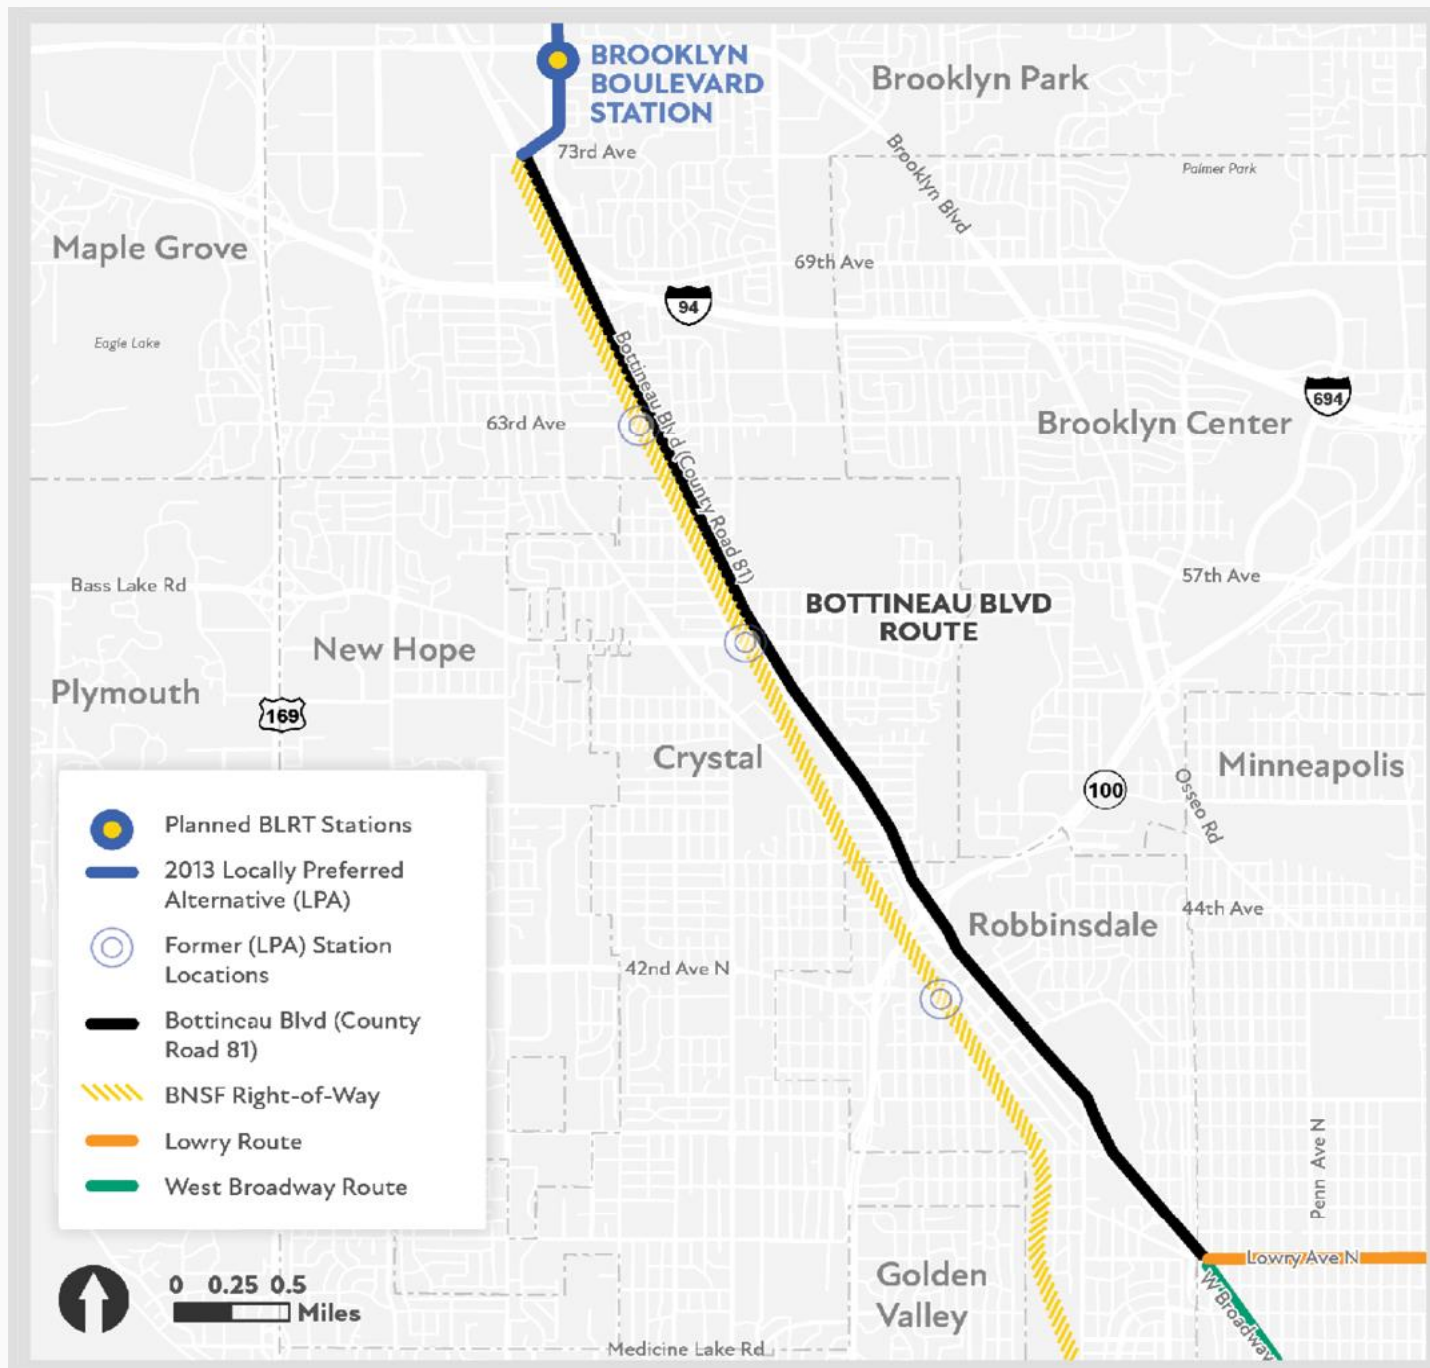 BROOKLYN
BOULEVARD
STATION
Brooklyn Park
73rd Ave
Brooklyn Blvd
Palmer Park
Maple Grove
69th Ave
94
Eagle Lake
Bottineau Blvd (County Road 81)
694
63rd Ave
Brooklyn Center
Bass Lake Rd
57th Ave
BOTTINEAU BLVD
ROUTE
New Hope
Plymouth
169
Crystal
Minneapolis
100
Osseo Rd
Planned BLRT Stations
2013 Locally Preferred
Alternative (LPA)
Former (LPA) Station
Locations
Bottineau Blvd (County
Road 81)
BNSF Right-of-Way
Lowry Route
West Broadway Route
44th Ave
Robbinsdale
42nd Ave N
Penn Ave N
Lowry Ave N
W Broadway
Golden
Valley
0 0.25 0.5
Miles
Medicine Lake Rd